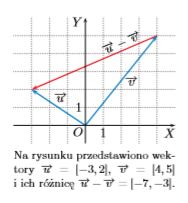 Y
u⃗ − v⃗
v⃗
u⃗
1
O 1 X
Na rysunku przedstawiono wek-
tory u⃗ = [−3, 2], v⃗ = [4, 5]
i ich różnicę u⃗ − v⃗ = [−7, −3].